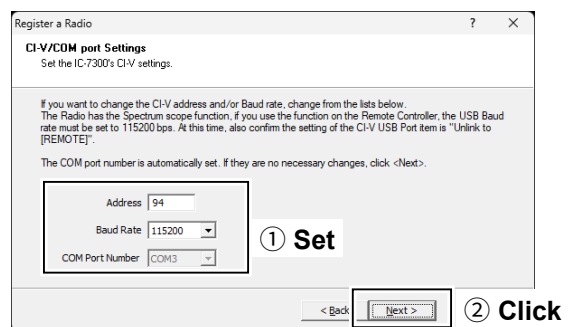 Register a Radio ? ×
CI-V/COM port Settings
Set the IC-7300's CI-V settings.
If you want to change the CI-V address and/or Baud rate, change from the lists below.
The Radio has the Spectrum scope function, if you use the function on the Remote Controller, the USB Baud
rate must be set to 115200 bps. At this time, also confirm the setting of the CI-V USB Port item is "Unlink to
[REMOTE]".
The COM port number is automatically set. If they are no necessary changes, click <Next>.
Address 94
Baud Rate 115200
① Set
COM Port Number COM3
< Back Next > ② Click